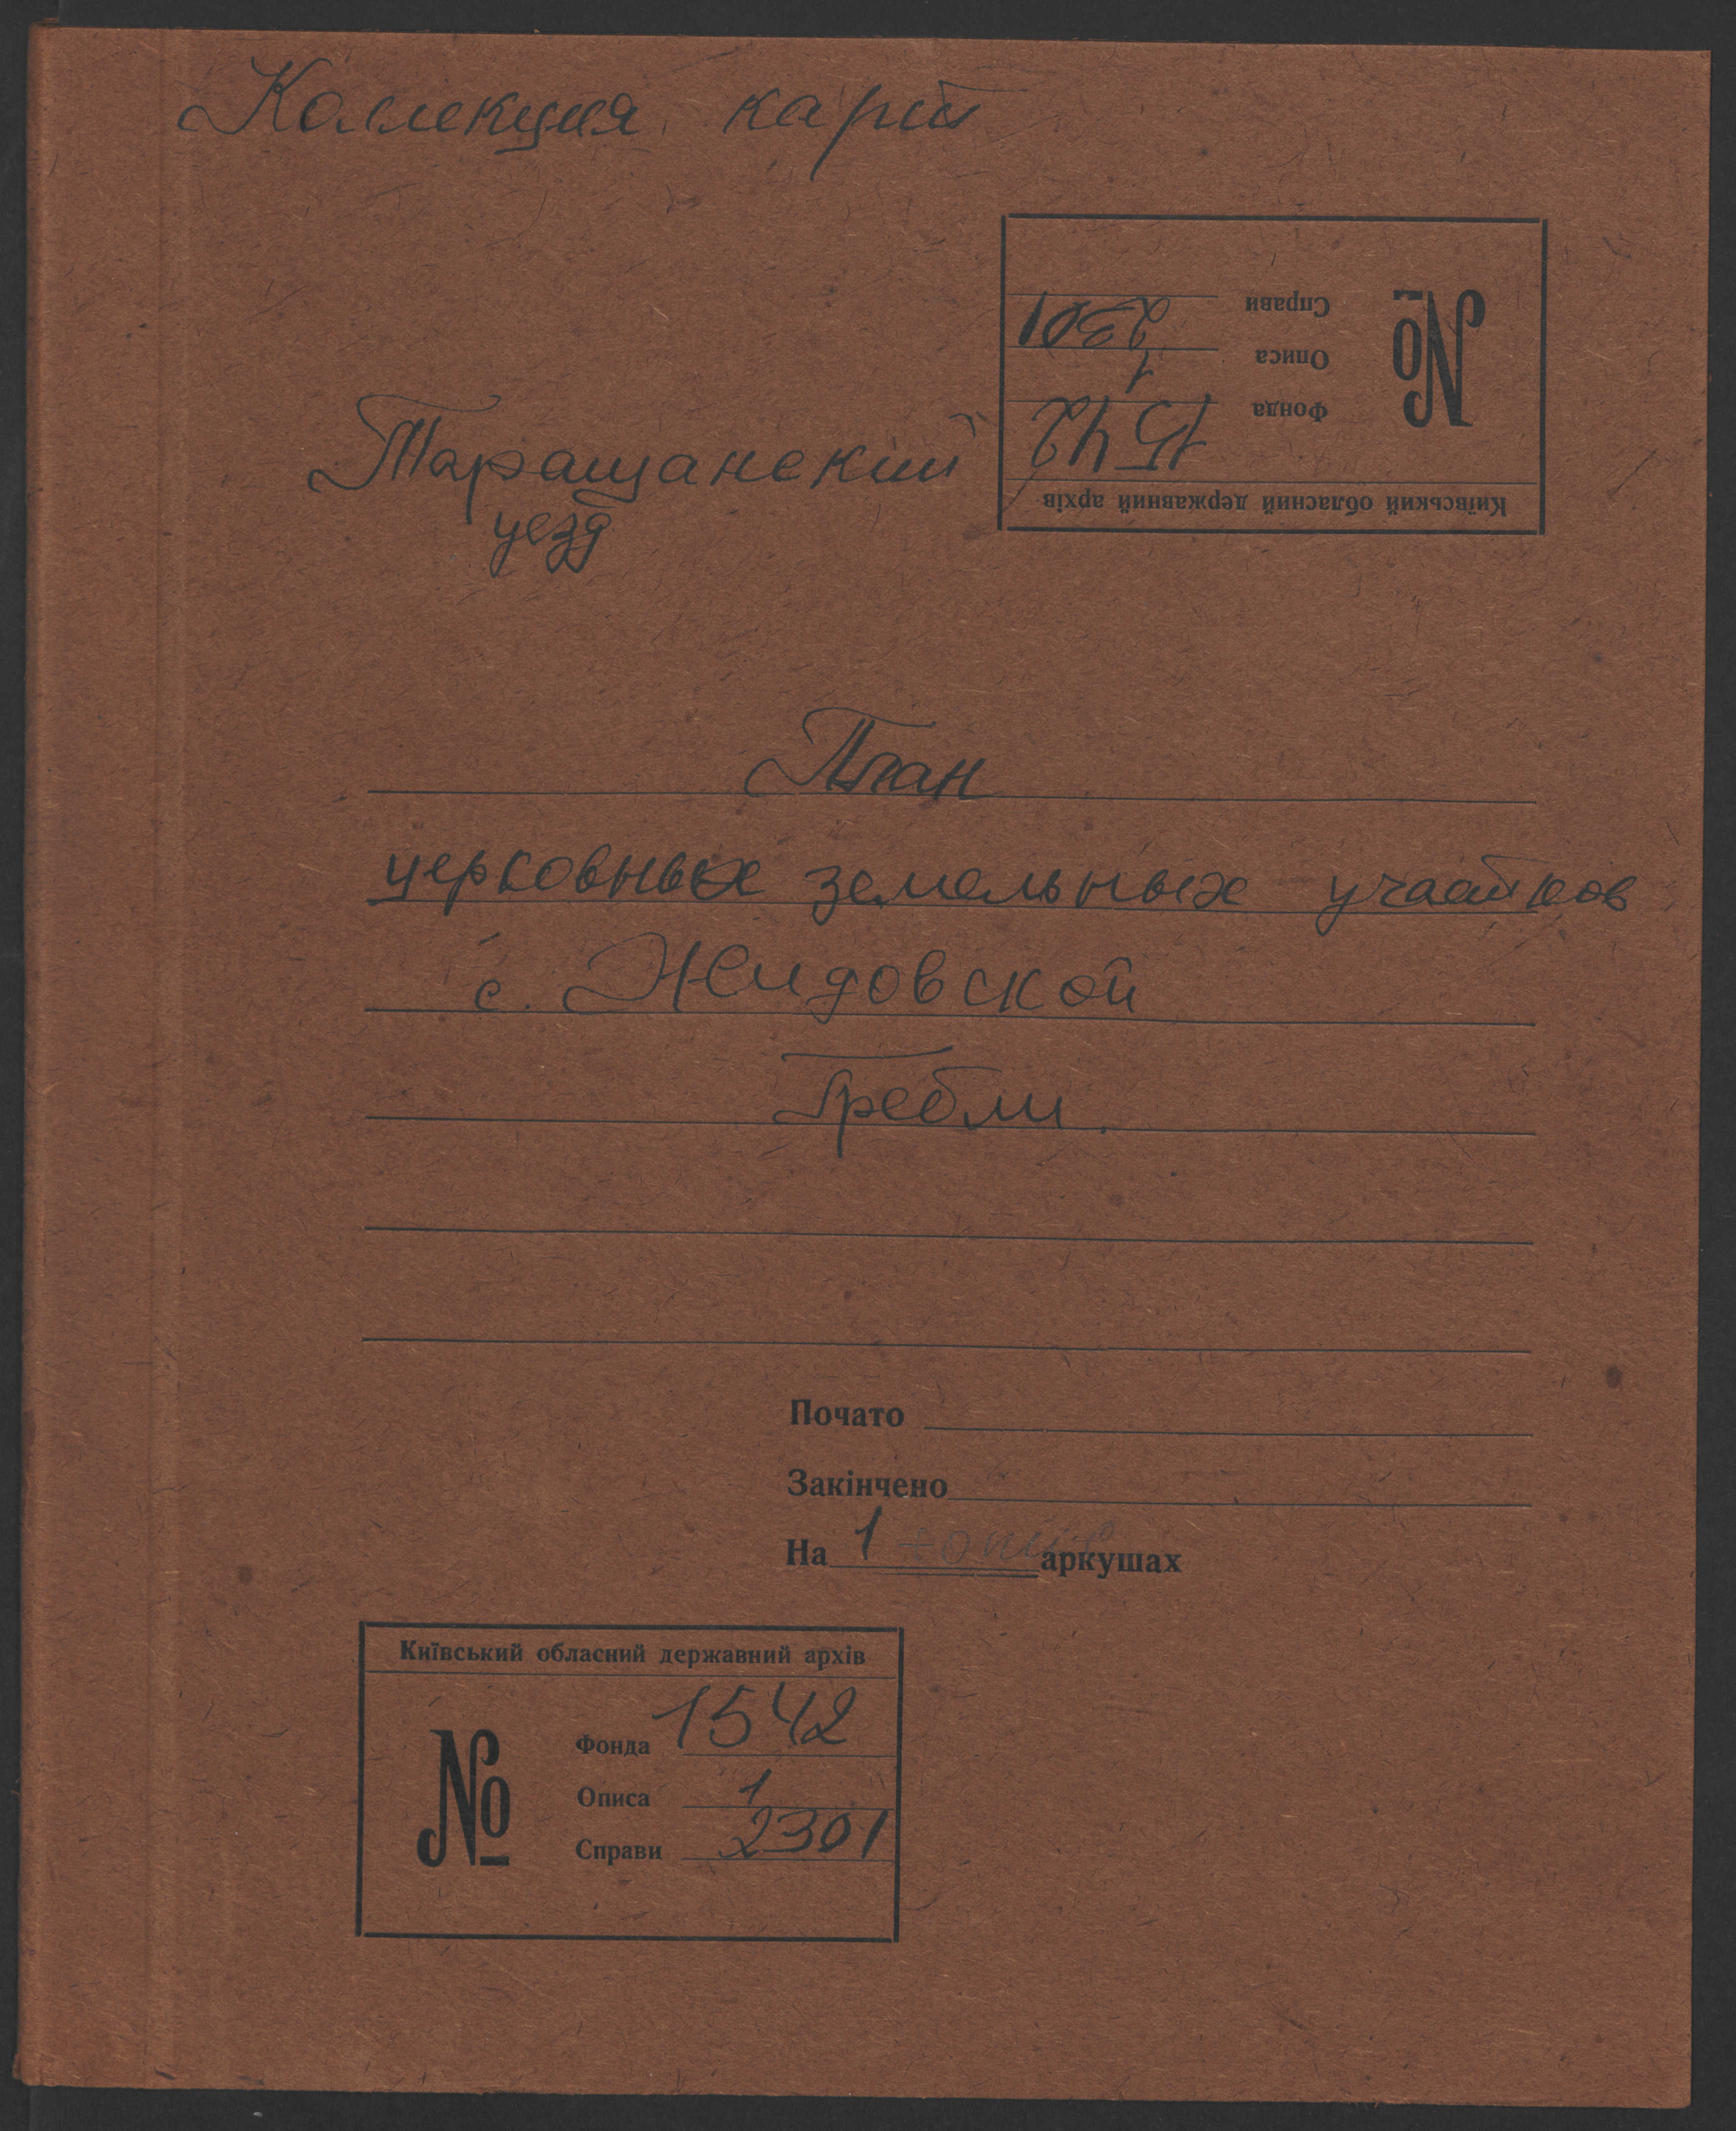 Коллекция карт
Справи 2301
Описа 1
Фонда 1542
№
Київський обласний державний архів
Таращанский
уезд
План
церковных земельных участков
с. Жидовской
Гребли.
Почато
Закінчено
На 1 аркушах
Київський обласний державний архів
№
Фонда 1542
Описа 1
Справи 2301